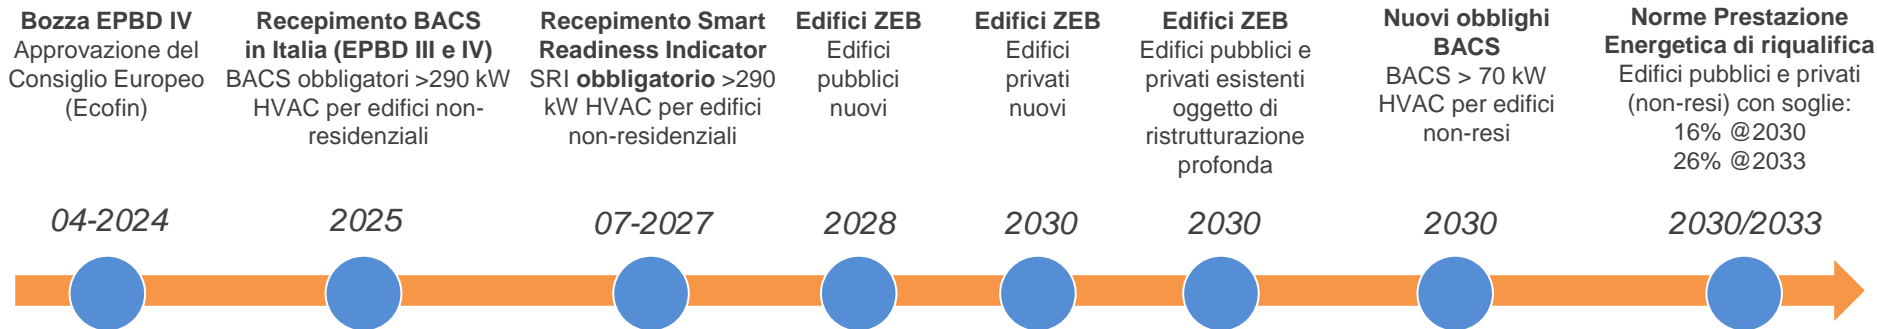 Bozza EPBD IV
Approvazione del
Consiglio Europeo
(Ecofin)
04-2024
Recepimento BACS
in Italia (EPBD III e IV)
BACS obbligatori >290 kW
HVAC per edifici non-
residenziali
2025
Recepimento Smart
Readiness Indicator
SRI obbligatorio >290
kW HVAC per edifici
non-residenziali
07-2027
Edifici ZEB
Edifici
pubblici
nuovi
2028
Edifici ZEB
Edifici
privati
nuovi
2030
Edifici ZEB
Edifici pubblici e
privati esistenti
oggetto di
ristrutturazione
profonda
2030
Nuovi obblighi
BACS
BACS > 70 kW
HVAC per edifici
non-resi
2030
Norme Prestazione
Energetica di riqualifica
Edifici pubblici e privati
(non-resi) con soglie:
16% @2030
26% @2033
2030/2033